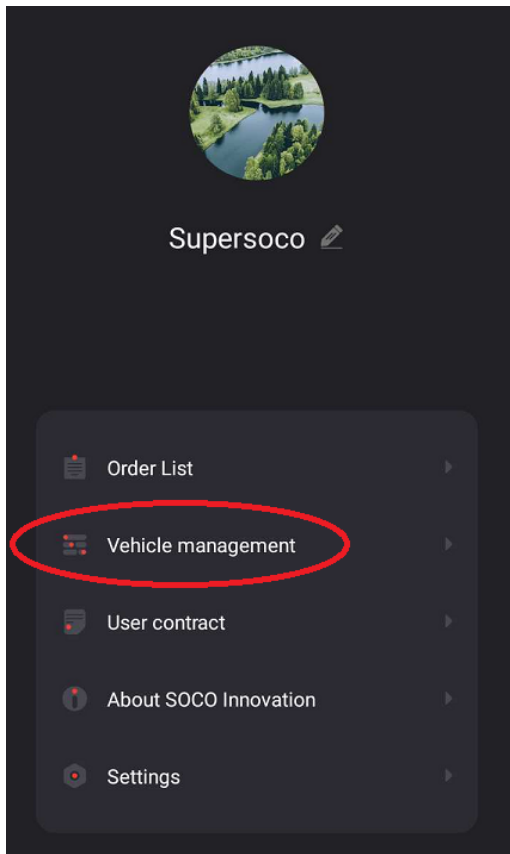 Supersoco
Order List
Vehicle management
User contract
About SOCO Innovation
Settings